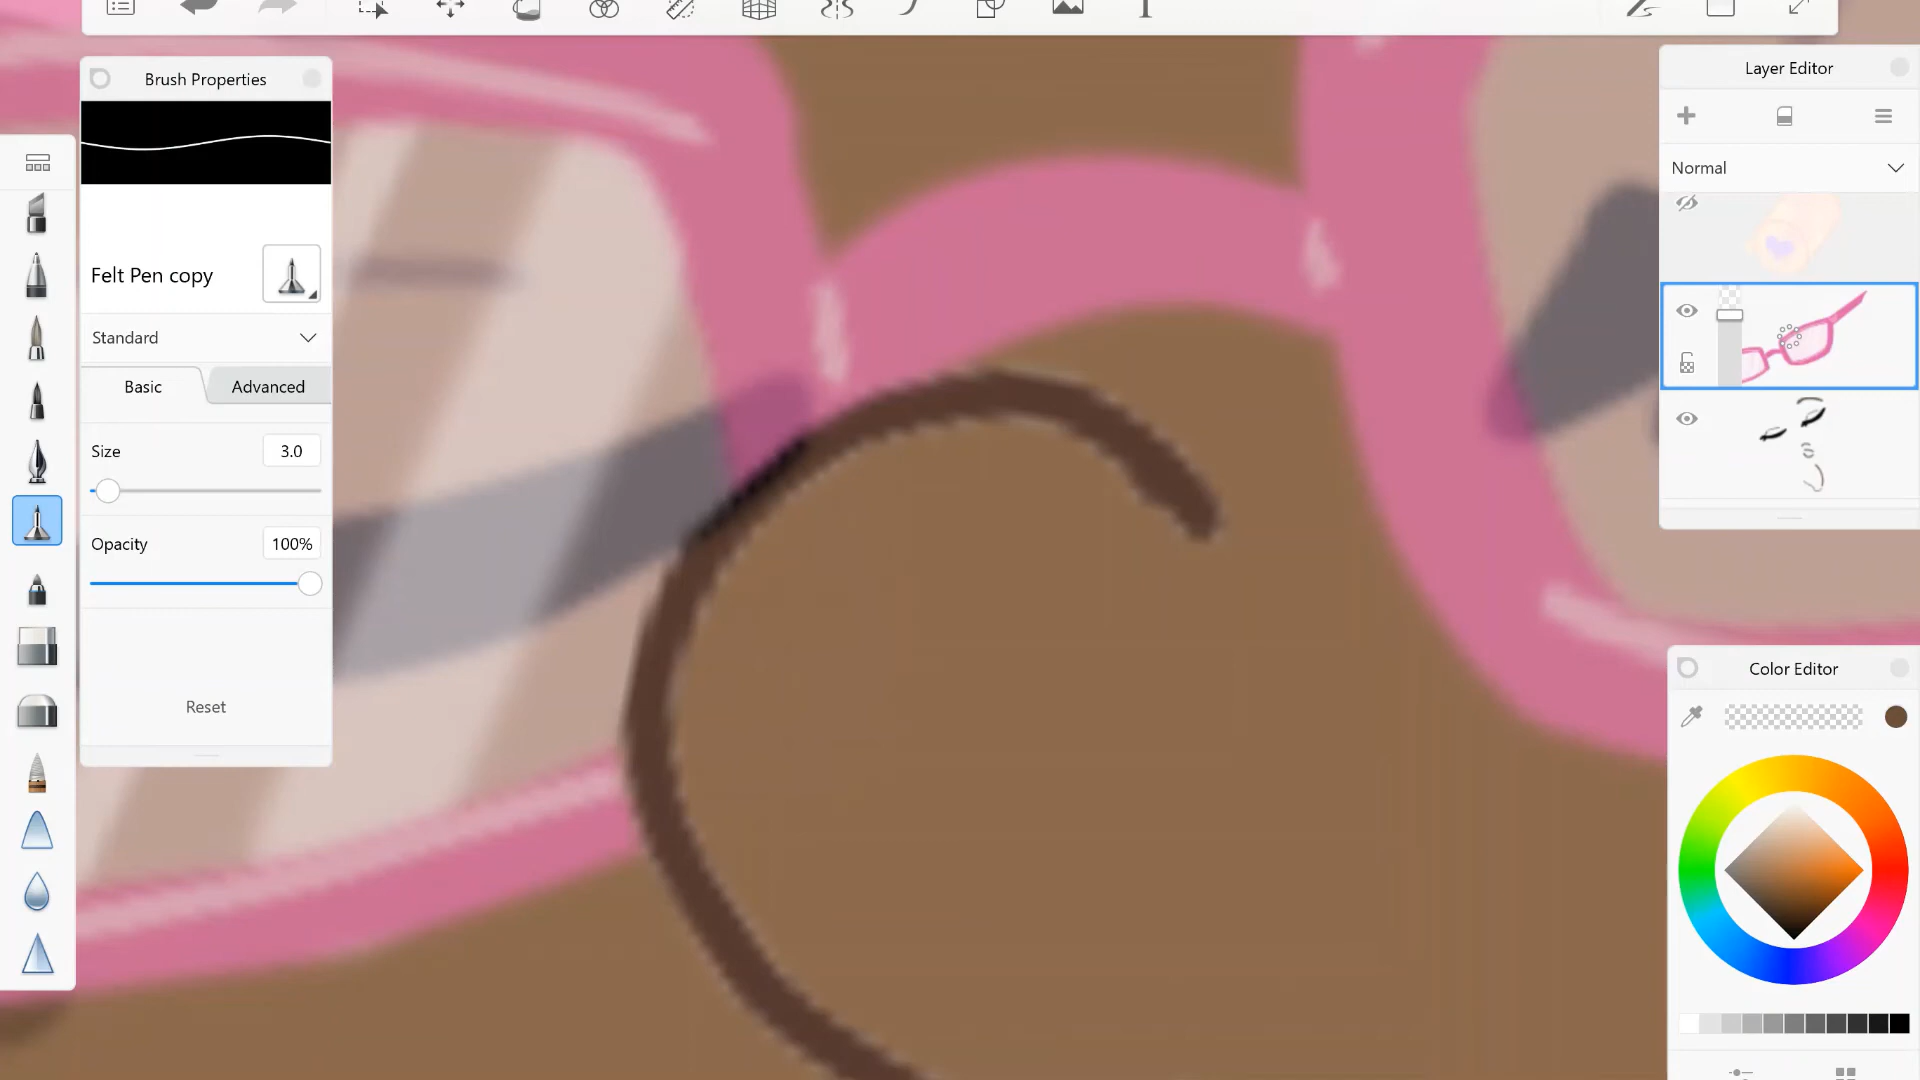 Brush Properties
Felt Pen copy
Standard
Basic
Advanced
Size
3.0
Opacity
100%
Reset
Layer Editor
Normal
Color Editor